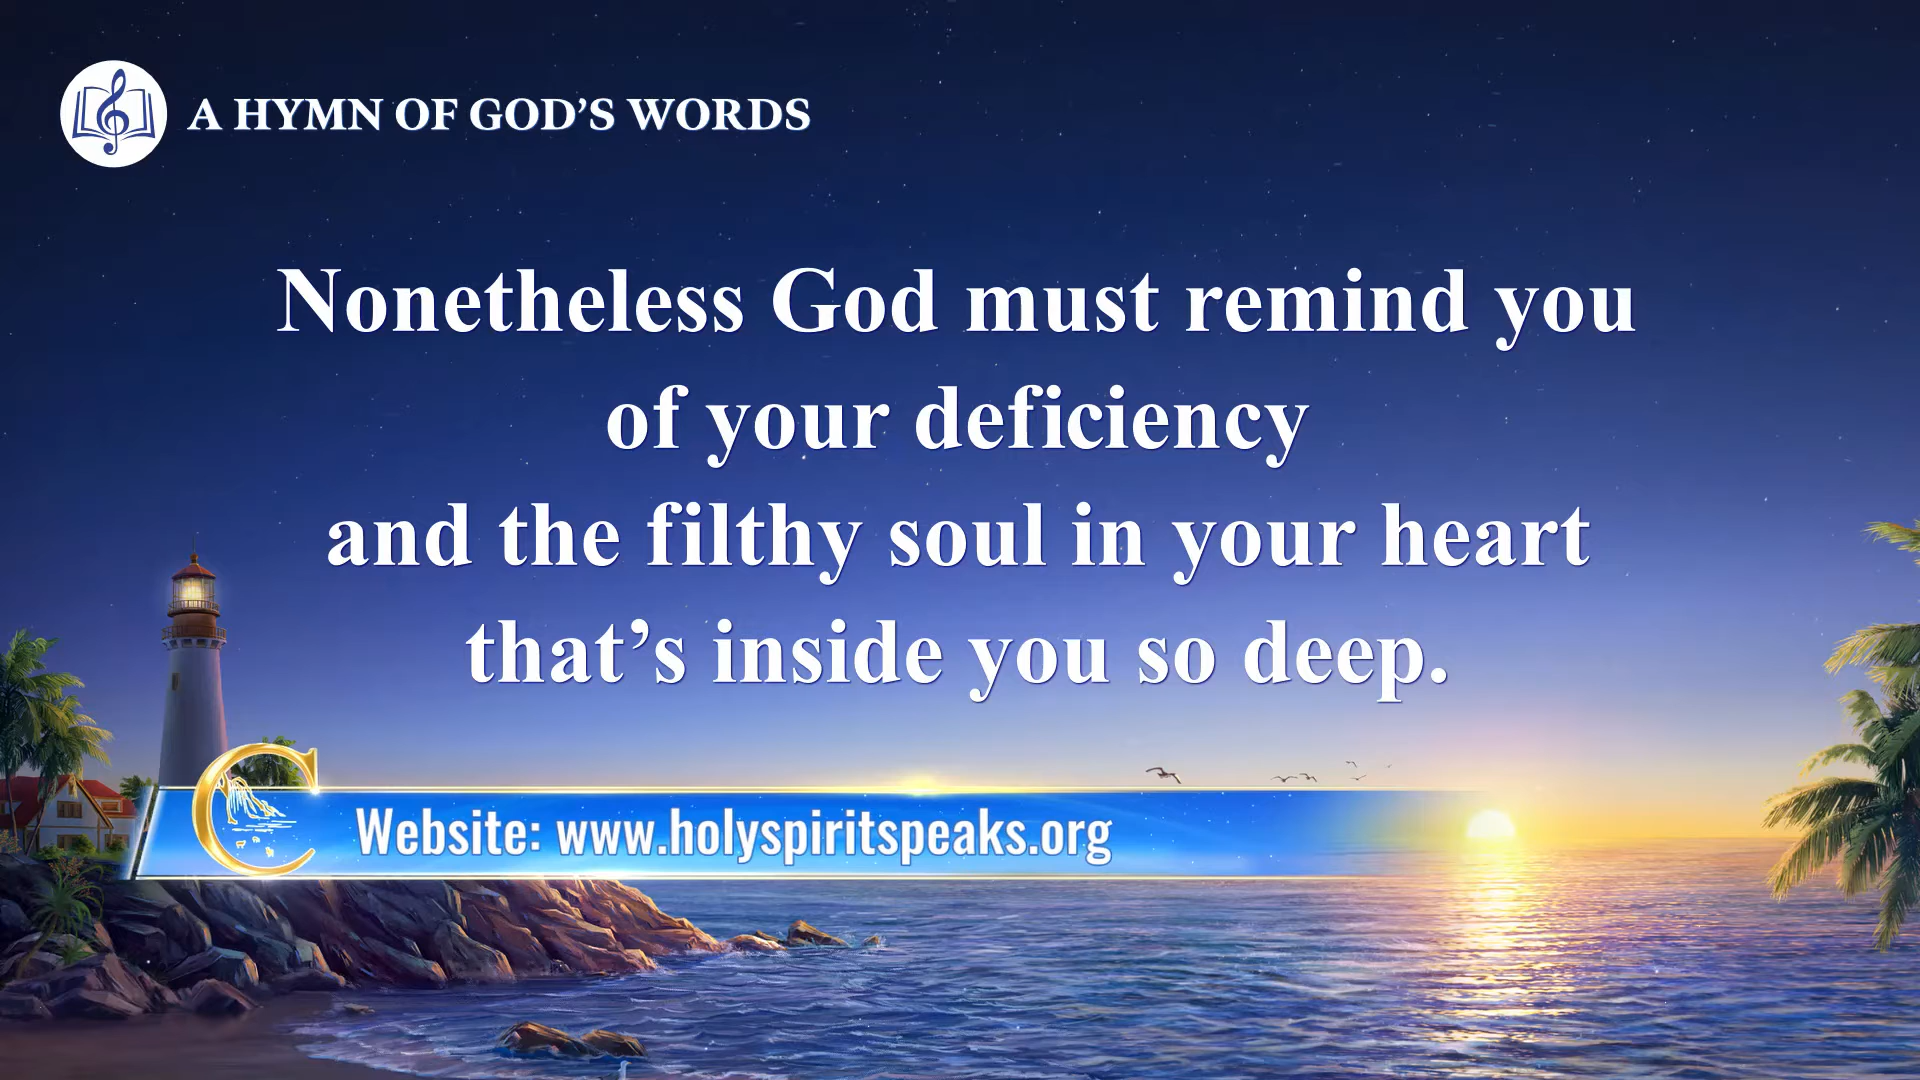 A HYMN OF GOD’S WORDS
Nonetheless God must remind you
of your deficiency
and the filthy soul in your heart
that’s inside you so deep.
Website: www.holyspiritspeaks.org